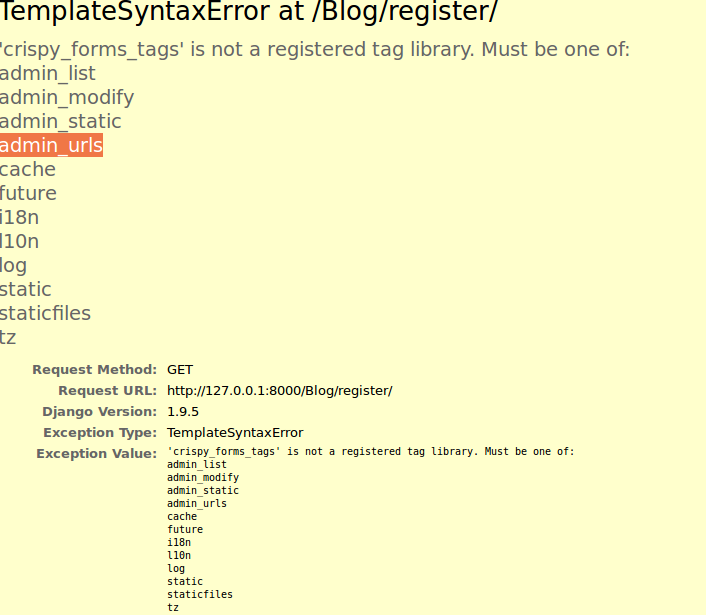 TemplateSyntaxError at /Blog/register/
'crispy_forms_tags' is not a registered tag library. Must be one of:
admin_list
admin_modify
admin_static
admin_urls
cache
future
i18n
l10n
log
static
staticfiles
tz
Request Method: GET
Request URL: http://127.0.0.1:8000/Blog/register/
Django Version: 1.9.5
Exception Type: TemplateSyntaxError
Exception Value: 'crispy_forms_tags' is not a registered tag library. Must be one of:
admin_list
admin_modify
admin_static
admin_urls
cache
future
i18n
l10n
log
static
staticfiles
tz